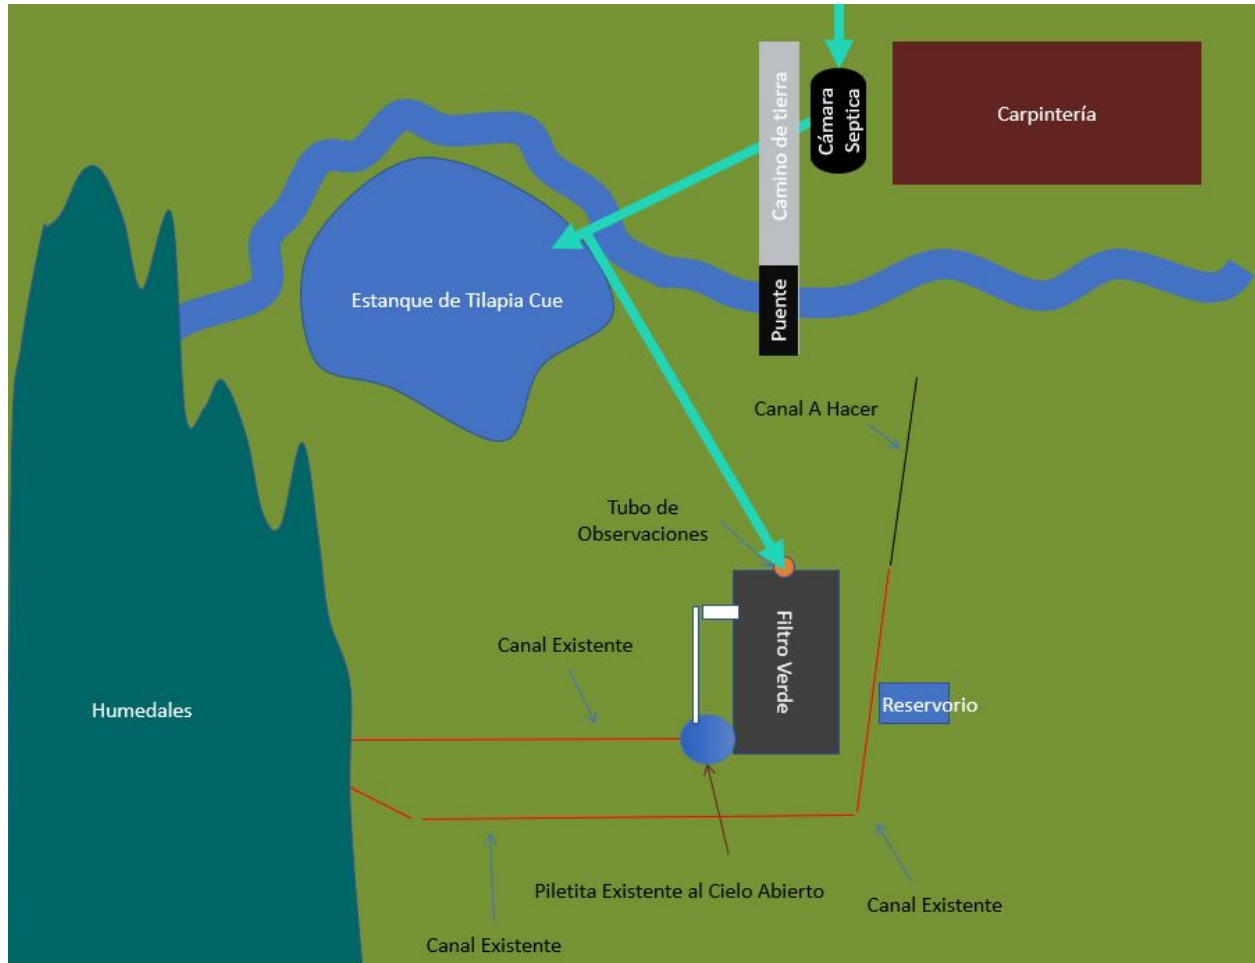 Camino de tierra
Cámara
Septica
Carpintería
Estanque de Tilapia Cue
Puente
Canal A Hacer
Tubo de
Observaciones
Filtro Verde
Canal Existente
Humedales
Reservorio
Piletita Existente al Cielo Abierto
Canal Existente
Canal Existente